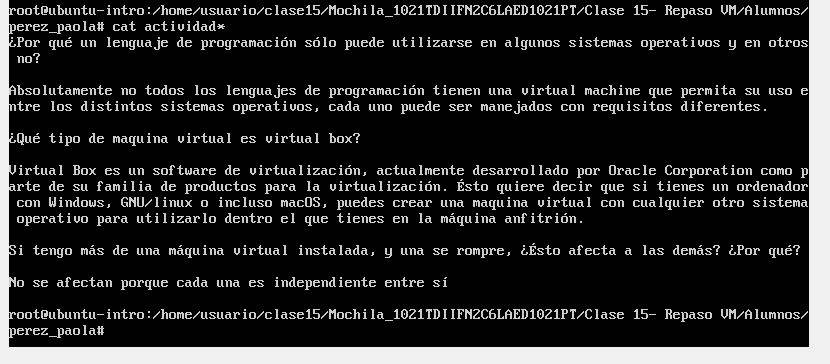 root@ubuntu-intro:/home/usuario/clase15/Mochila_1021TDIIFN2C6LAED1021PT/Clase 15- Repaso VM/Alumnos/
perez_paola# cat actividad*
¿Por qué un lenguaje de programación sólo puede utilizarse en algunos sistemas operativos y en otros
 no?
Absolutamente no todos los lenguajes de programación tienen una virtual machine que permita su uso e
ntre los distintos sistemas operativos, cada uno puede ser manejados con requisitos diferentes.
¿Qué tipo de maquina virtual es virtual box?
Virtual Box es un software de virtualización, actualmente desarrollado por Oracle Corporation como p
arte de su familia de productos para la virtualización. Ésto quiere decir que si tienes un ordenador
 con Windows, GNU/linux o incluso macOS, puedes crear una maquina virtual con cualquier otro sistema
 operativo para utilizarlo dentro el que tienes en la máquina anfitrión.
Si tengo más de una máquina virtual instalada, y una se rompre, ¿Ésto afecta a las demás? ¿Por qué?
No se afectan porque cada una es independiente entre sí
root@ubuntu-intro:/home/usuario/clase15/Mochila_1021TDIIFN2C6LAED1021PT/Clase 15- Repaso VM/Alumnos/
perez_paola#